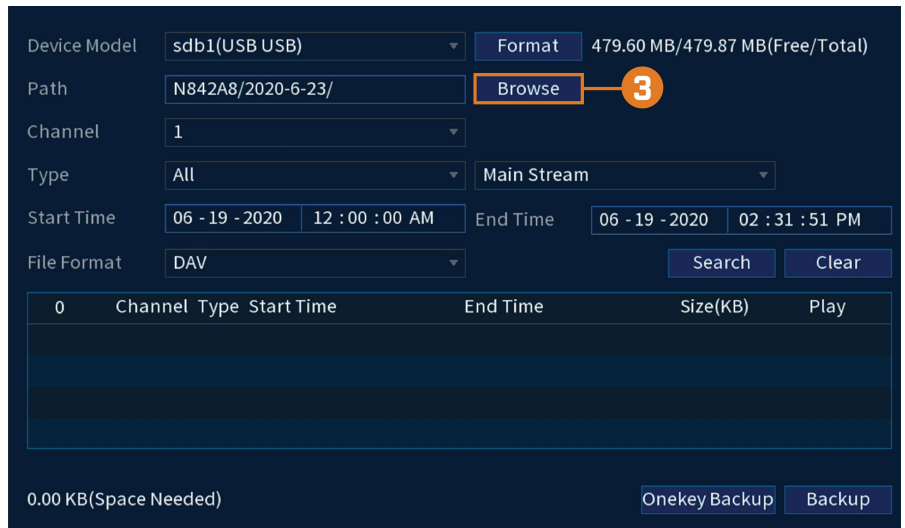 Device Model sdb1(USB USB) Format 479.60 MB/479.87 MB(Free/Total)
Path N842A8/2020-6-23/ Browse 3
Channel 1
Type All Main Stream
Start Time 06 - 19 - 2020 12 : 00 : 00 AM End Time 06 - 19 - 2020 02 : 31 : 51 PM
File Format DAV Search Clear
0 Channel Type Start Time End Time Size(KB) Play
0.00 KB(Space Needed) Onekey Backup Backup